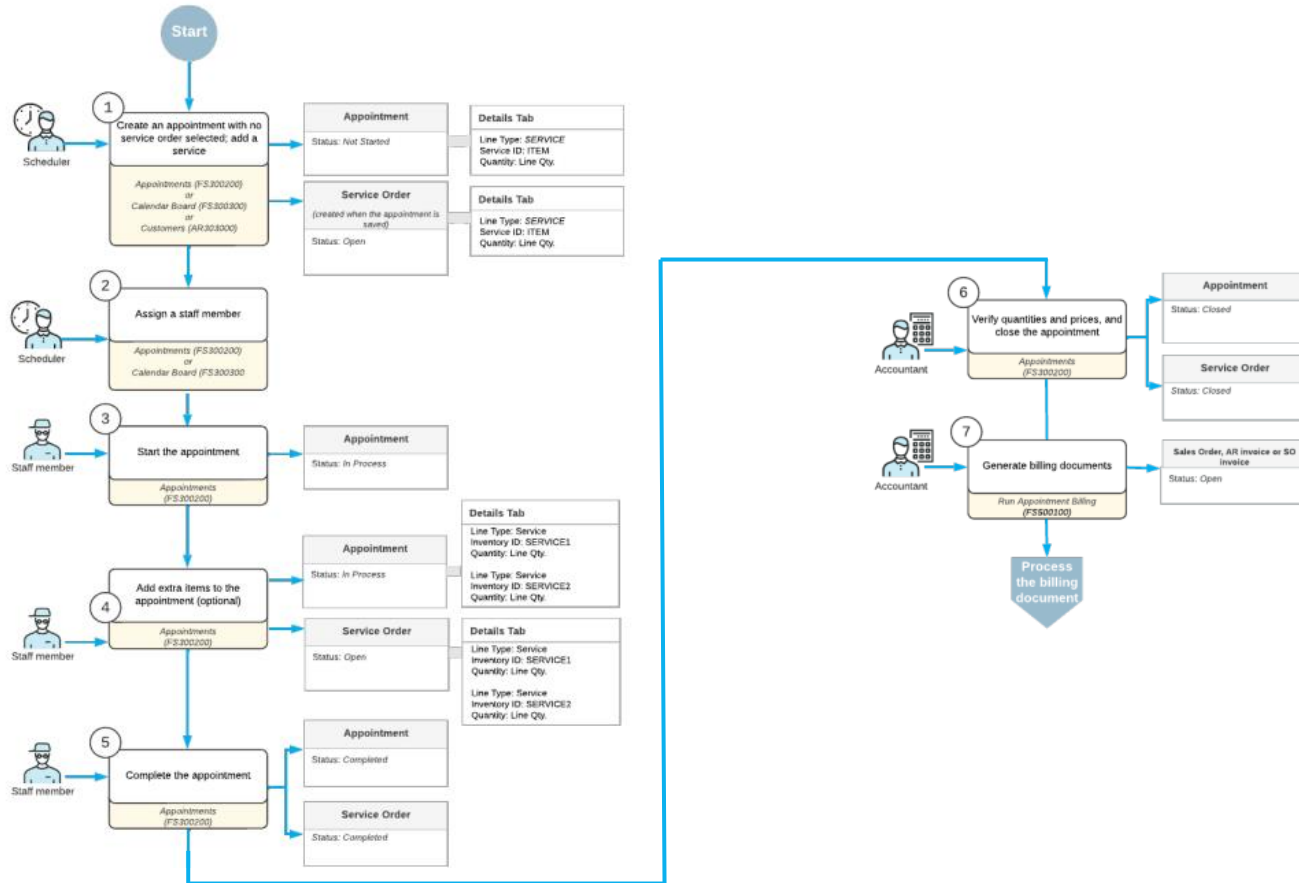 Start
1
Create an appointment with no
service order selected; add a
service
Appointments (FS300200)
or
Calendar Board (FS300300)
or
Customers (AR303000)
Scheduler
Appointment
Status: Not Started
Details Tab
Line Type: SERVICE
Service ID: ITEM
Quantity: Line Qty.
Service Order
(created when the appointment is
saved)
Status: Open
Details Tab
Line Type: SERVICE
Service ID: ITEM
Quantity: Line Qty.
2
Assign a staff member
Appointments (FS300200)
or
Calendar Board (FS300300
Scheduler
3
Start the appointment
Appointments
(FS300200)
Staff member
Appointment
Status: In Process
4
Add extra items to the
appointment (optional)
Appointments
(FS300200)
Staff member
Appointment
Status: In Process
Details Tab
Line Type: Service
Inventory ID: SERVICE1
Quantity: Line Qty.
Line Type: Service
Inventory ID: SERVICE2
Quantity: Line Qty.
Service Order
Status: Open
Details Tab
Line Type: Service
Inventory ID: SERVICE1
Quantity: Line Qty.
Line Type: Service
Inventory ID: SERVICE2
Quantity: Line Qty.
5
Complete the appointment
Appointments
(FS300200)
Staff member
Appointment
Status: Completed
Service Order
Status: Completed
6
Verify quantities and prices, and
close the appointment
Appointments
(FS300200)
Accountant
Appointment
Status: Closed
Service Order
Status: Closed
7
Generate billing documents
Run Appointment Billing
(FS500100)
Accountant
Sales Order, AR invoice or SO
invoice
Status: Open
Process
the billing
document